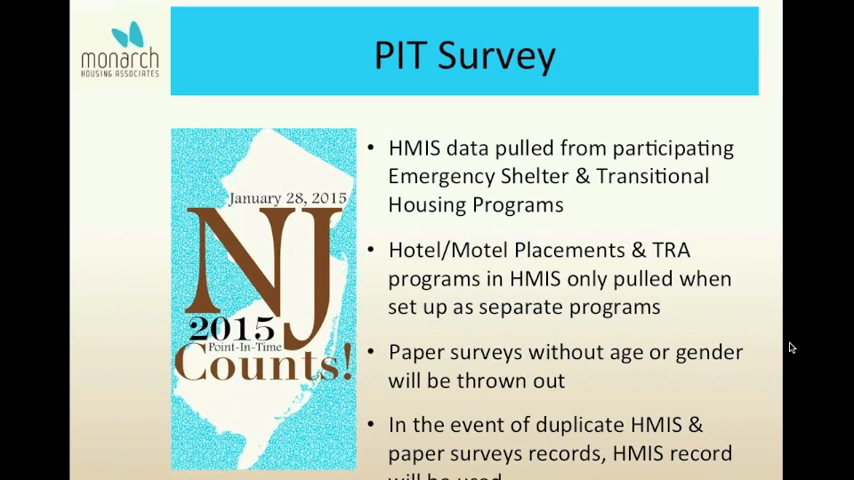 monarch
HOUSING ASSOCIATES
PIT Survey
January 28, 2015
NJ
2015
Point-In-Time
Counts!
• HMIS data pulled from participating
Emergency Shelter & Transitional
Housing Programs
• Hotel/Motel Placements & TRA
programs in HMIS only pulled when
set up as separate programs
• Paper surveys without age or gender
will be thrown out
• In the event of duplicate HMIS &
paper surveys records, HMIS record
will be used